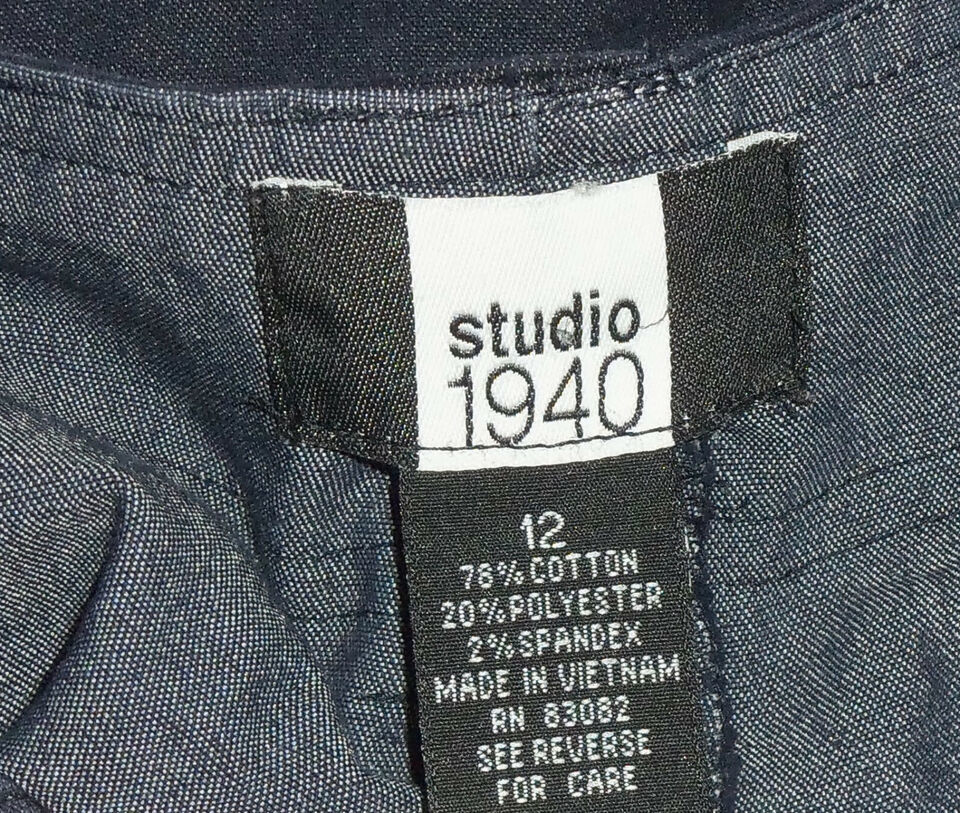 studio
1940
12
78% COTTON
20% POLYESTER
2% SPANDEX
MADE IN VIETNAM
RN 83082
SEE REVERSE
FOR CARE